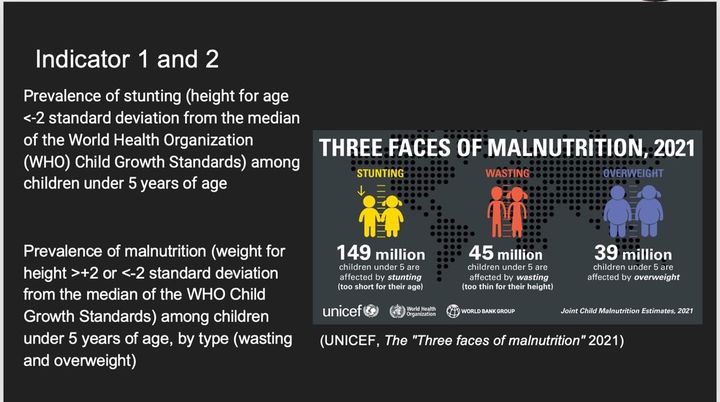 Indicator 1 and 2
Prevalence of stunting (height for age
<-2 standard deviation from the median
of the World Health Organization
(WHO) Child Growth Standards) among
children under 5 years of age
Prevalence of malnutrition (weight for
height >+2 or <-2 standard deviation
from the median of the WHO Child
Growth Standards) among children
under 5 years of age, by type (wasting
and overweight)
THREE FACES OF MALNUTRITION, 2021
STUNTING
149 million
children under 5 are
affected by stunting
(too short for their age)
WASTING
45 million
children under 5 are
affected by wasting
(too thin for their height)
OVERWEIGHT
39 million
children under 5 are
affected by overweight
unicef
World Health
Organization
WORLD BANK GROUP
Joint Child Malnutrition Estimates, 2021
(UNICEF, The "Three faces of malnutrition" 2021)